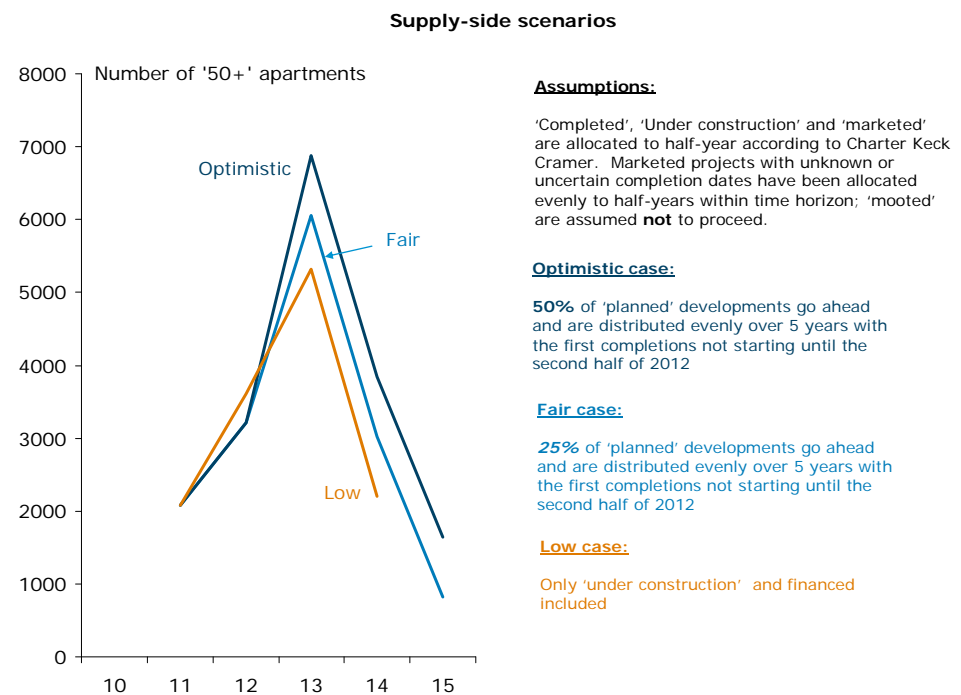 Supply-side scenarios
8000
Number of '50+' apartments
7000
6000
5000
4000
3000
2000
1000
0
10 11 12 13 14 15
Optimistic
Fair
Low
Assumptions:
‘Completed’, ‘Under construction’ and ‘marketed’
are allocated to half-year according to Charter Keck
Cramer.  Marketed projects with unknown or
uncertain completion dates have been allocated
evenly to half-years within time horizon; ‘mooted’
are assumed not to proceed.
Optimistic case:
50% of ‘planned’ developments go ahead
and are distributed evenly over 5 years with
the first completions not starting until the
second half of 2012
Fair case:
25% of ‘planned’ developments go ahead
and are distributed evenly over 5 years with
the first completions not starting until the
second half of 2012
Low case:
Only ‘under construction’  and financed
included